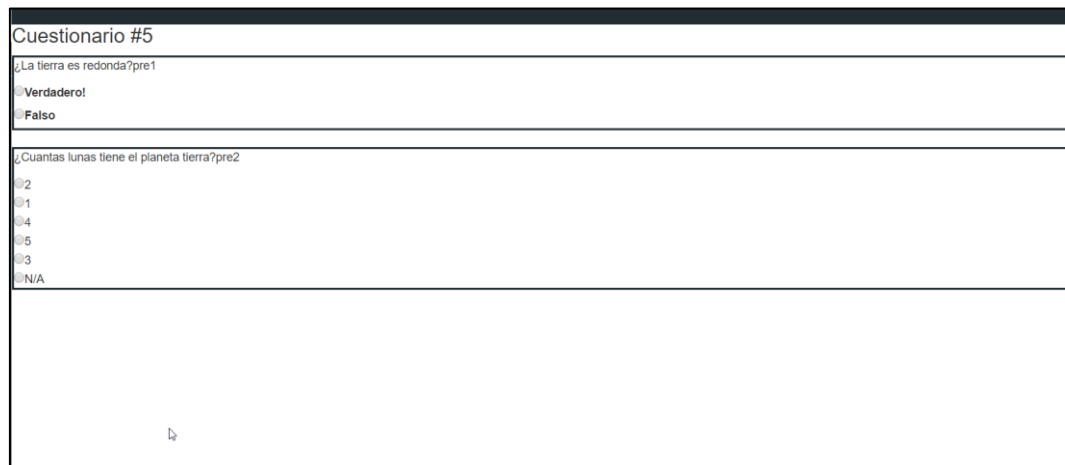 Cuestionario #5
¿La tierra es redonda?pre1
Verdadero!
Falso
¿Cuantas lunas tiene el planeta tierra?pre2
2
1
4
5
3
N/A